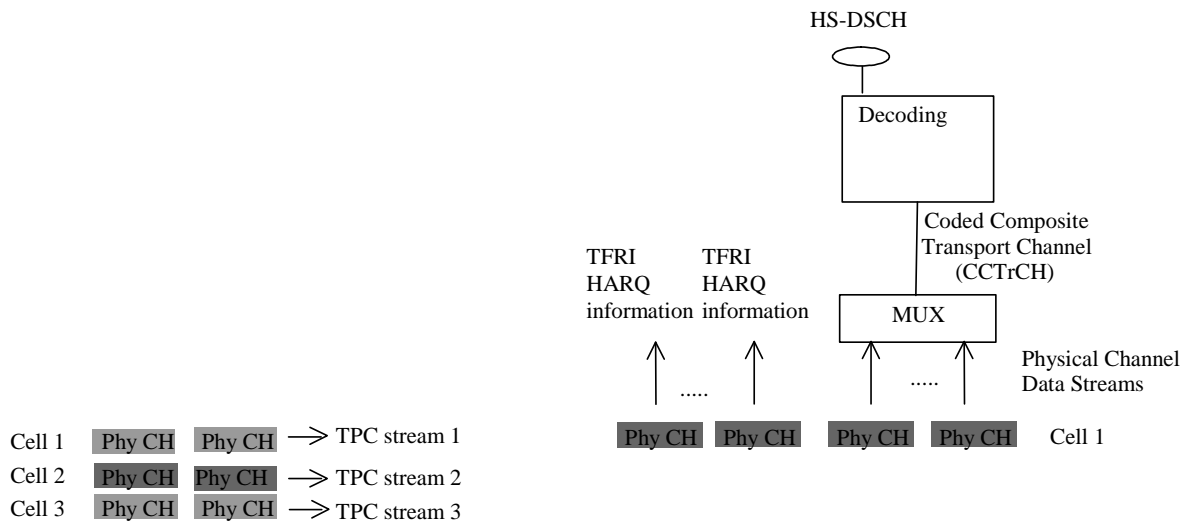 HS-DSCH
Decoding
Coded Composite
Transport Channel
(CCTrCH)
TFRI
HARQ
information
TFRI
HARQ
information
MUX
Physical Channel
Data Streams
.....
.....
Phy CH Phy CH Phy CH Phy CH Cell 1
Cell 1 Phy CH Phy CH TPC stream 1
Cell 2 Phy CH Phy CH TPC stream 2
Cell 3 Phy CH Phy CH TPC stream 3